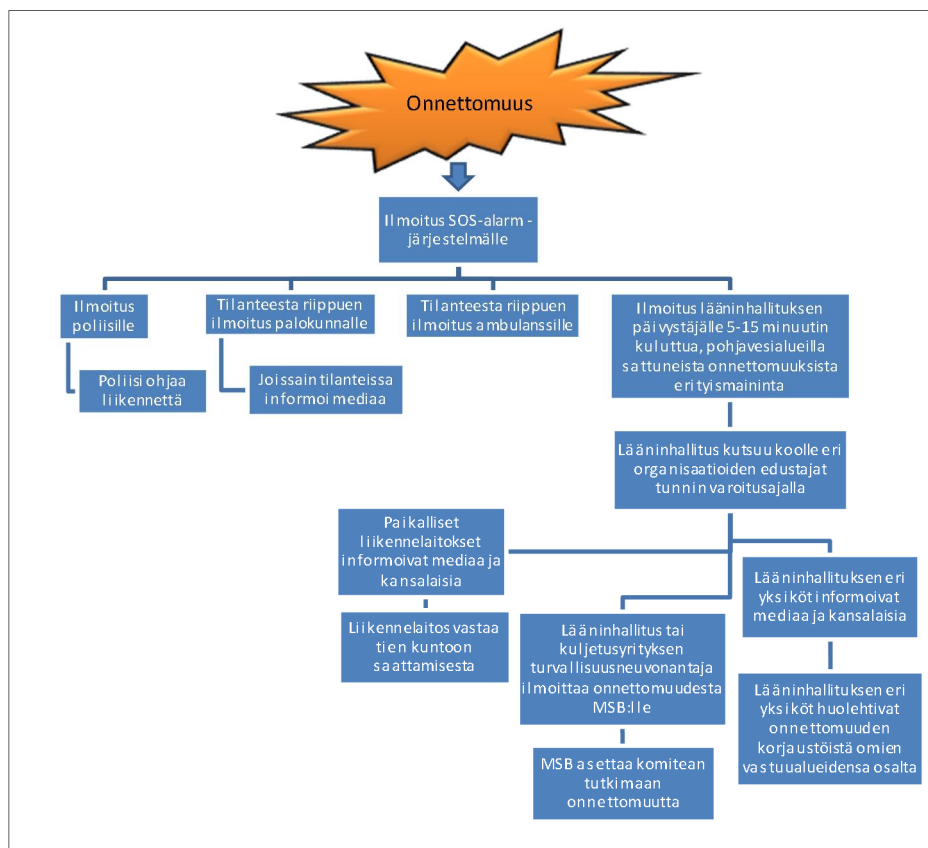 Onnettomuus
Ilmoitus SOS-alarm -
järjestelmälle
Ilmoitus
poliisille
Poliisi ohjaa
liikennettä
Tilanteesta riippuen
ilmoitus palokunnalle
Joissain tilanteissa
informoi mediaa
Tilanteesta riippuen
ilmoitus ambulanssille
Ilmoitus lääninhallituksen
päivystäjälle 5-15 minuutin
kuluttua, pohjavesialueilla
sattuneista onnettomuuksista
erityismaininta
Lääninhallitus kutsuu koolle eri
organisaatioiden edustajat
tunnin varoitusajalla
Paikalliset
liikennelaitokset
informoivat mediaa ja
kansalaisia
Liikennelaitos vastaa
tien kuntoon
saattamisesta
Lääninhallitus tai
kuljetusyrityksen
turvallisuusneuvonantaja
ilmoittaa onnettomuudesta
MSB:lle
MSB asettaa komitean
tutkimaan
onnettomuutta
Lääninhallituksen eri
yksiköt informoivat
mediaa ja kansalaisia
Lääninhallituksen eri
yksiköt huolehtivat
onnettomuuden
korjaustöistä omien
vastuualueidensa osalta